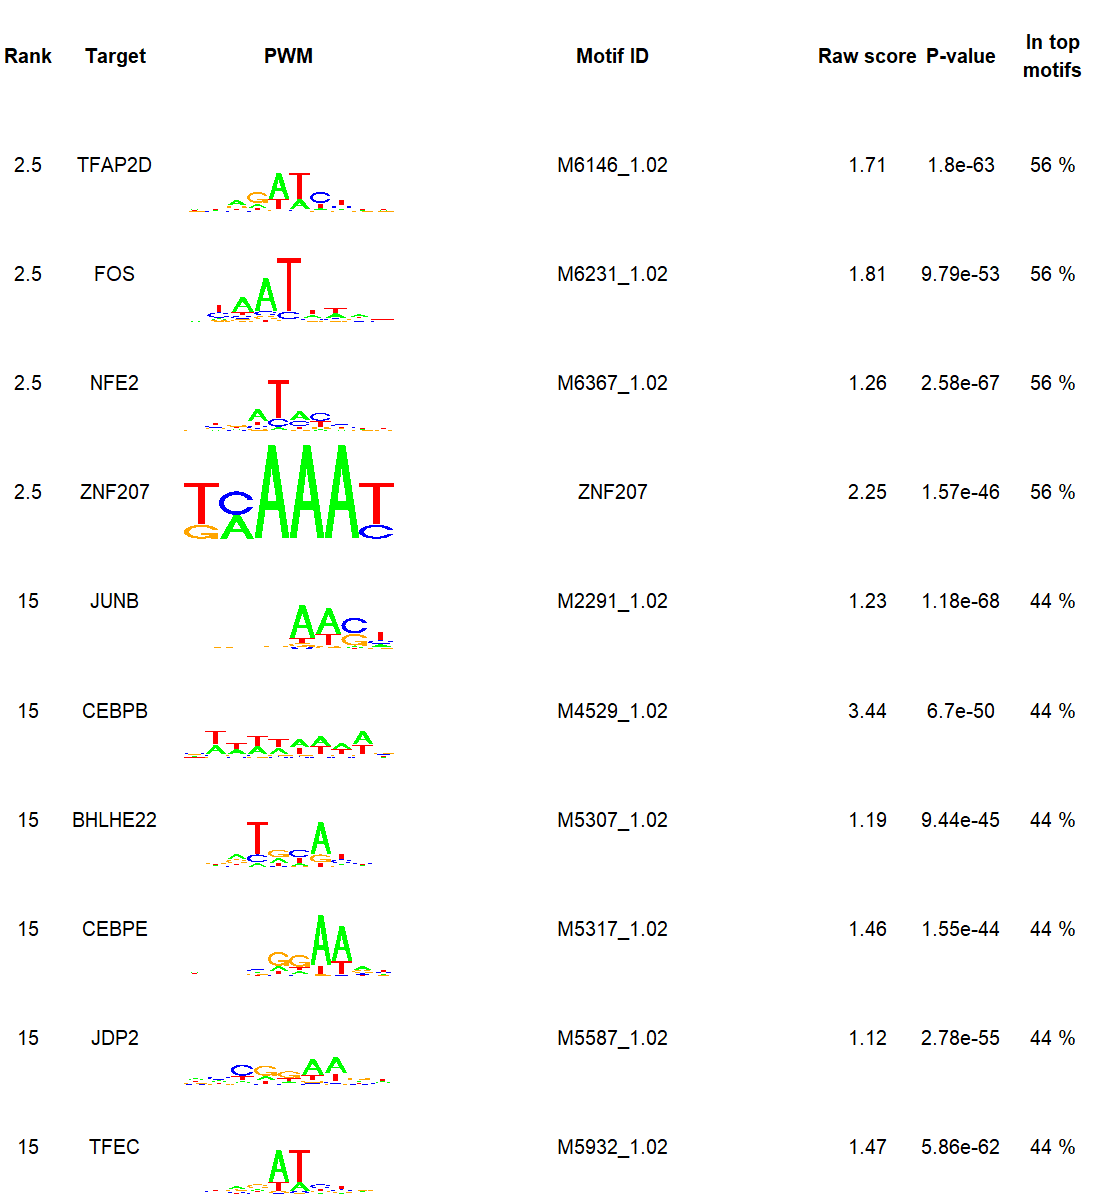 Rank Target PWM Motif ID Raw score P-value In top motifs
2.5 TFAP2D M6146_1.02 1.71 1.8e-63 56 %
2.5 FOS M6231_1.02 1.81 9.79e-53 56 %
2.5 NFE2 M6367_1.02 1.26 2.58e-67 56 %
2.5 ZNF207 ZNF207 2.25 1.57e-46 56 %
15 JUNB M2291_1.02 1.23 1.18e-68 44 %
15 CEBPB M4529_1.02 3.44 6.7e-50 44 %
15 BHLHE22 M5307_1.02 1.19 9.44e-45 44 %
15 CEBPE M5317_1.02 1.46 1.55e-44 44 %
15 JDP2 M5587_1.02 1.12 2.78e-55 44 %
15 TFEC M5932_1.02 1.47 5.86e-62 44 %